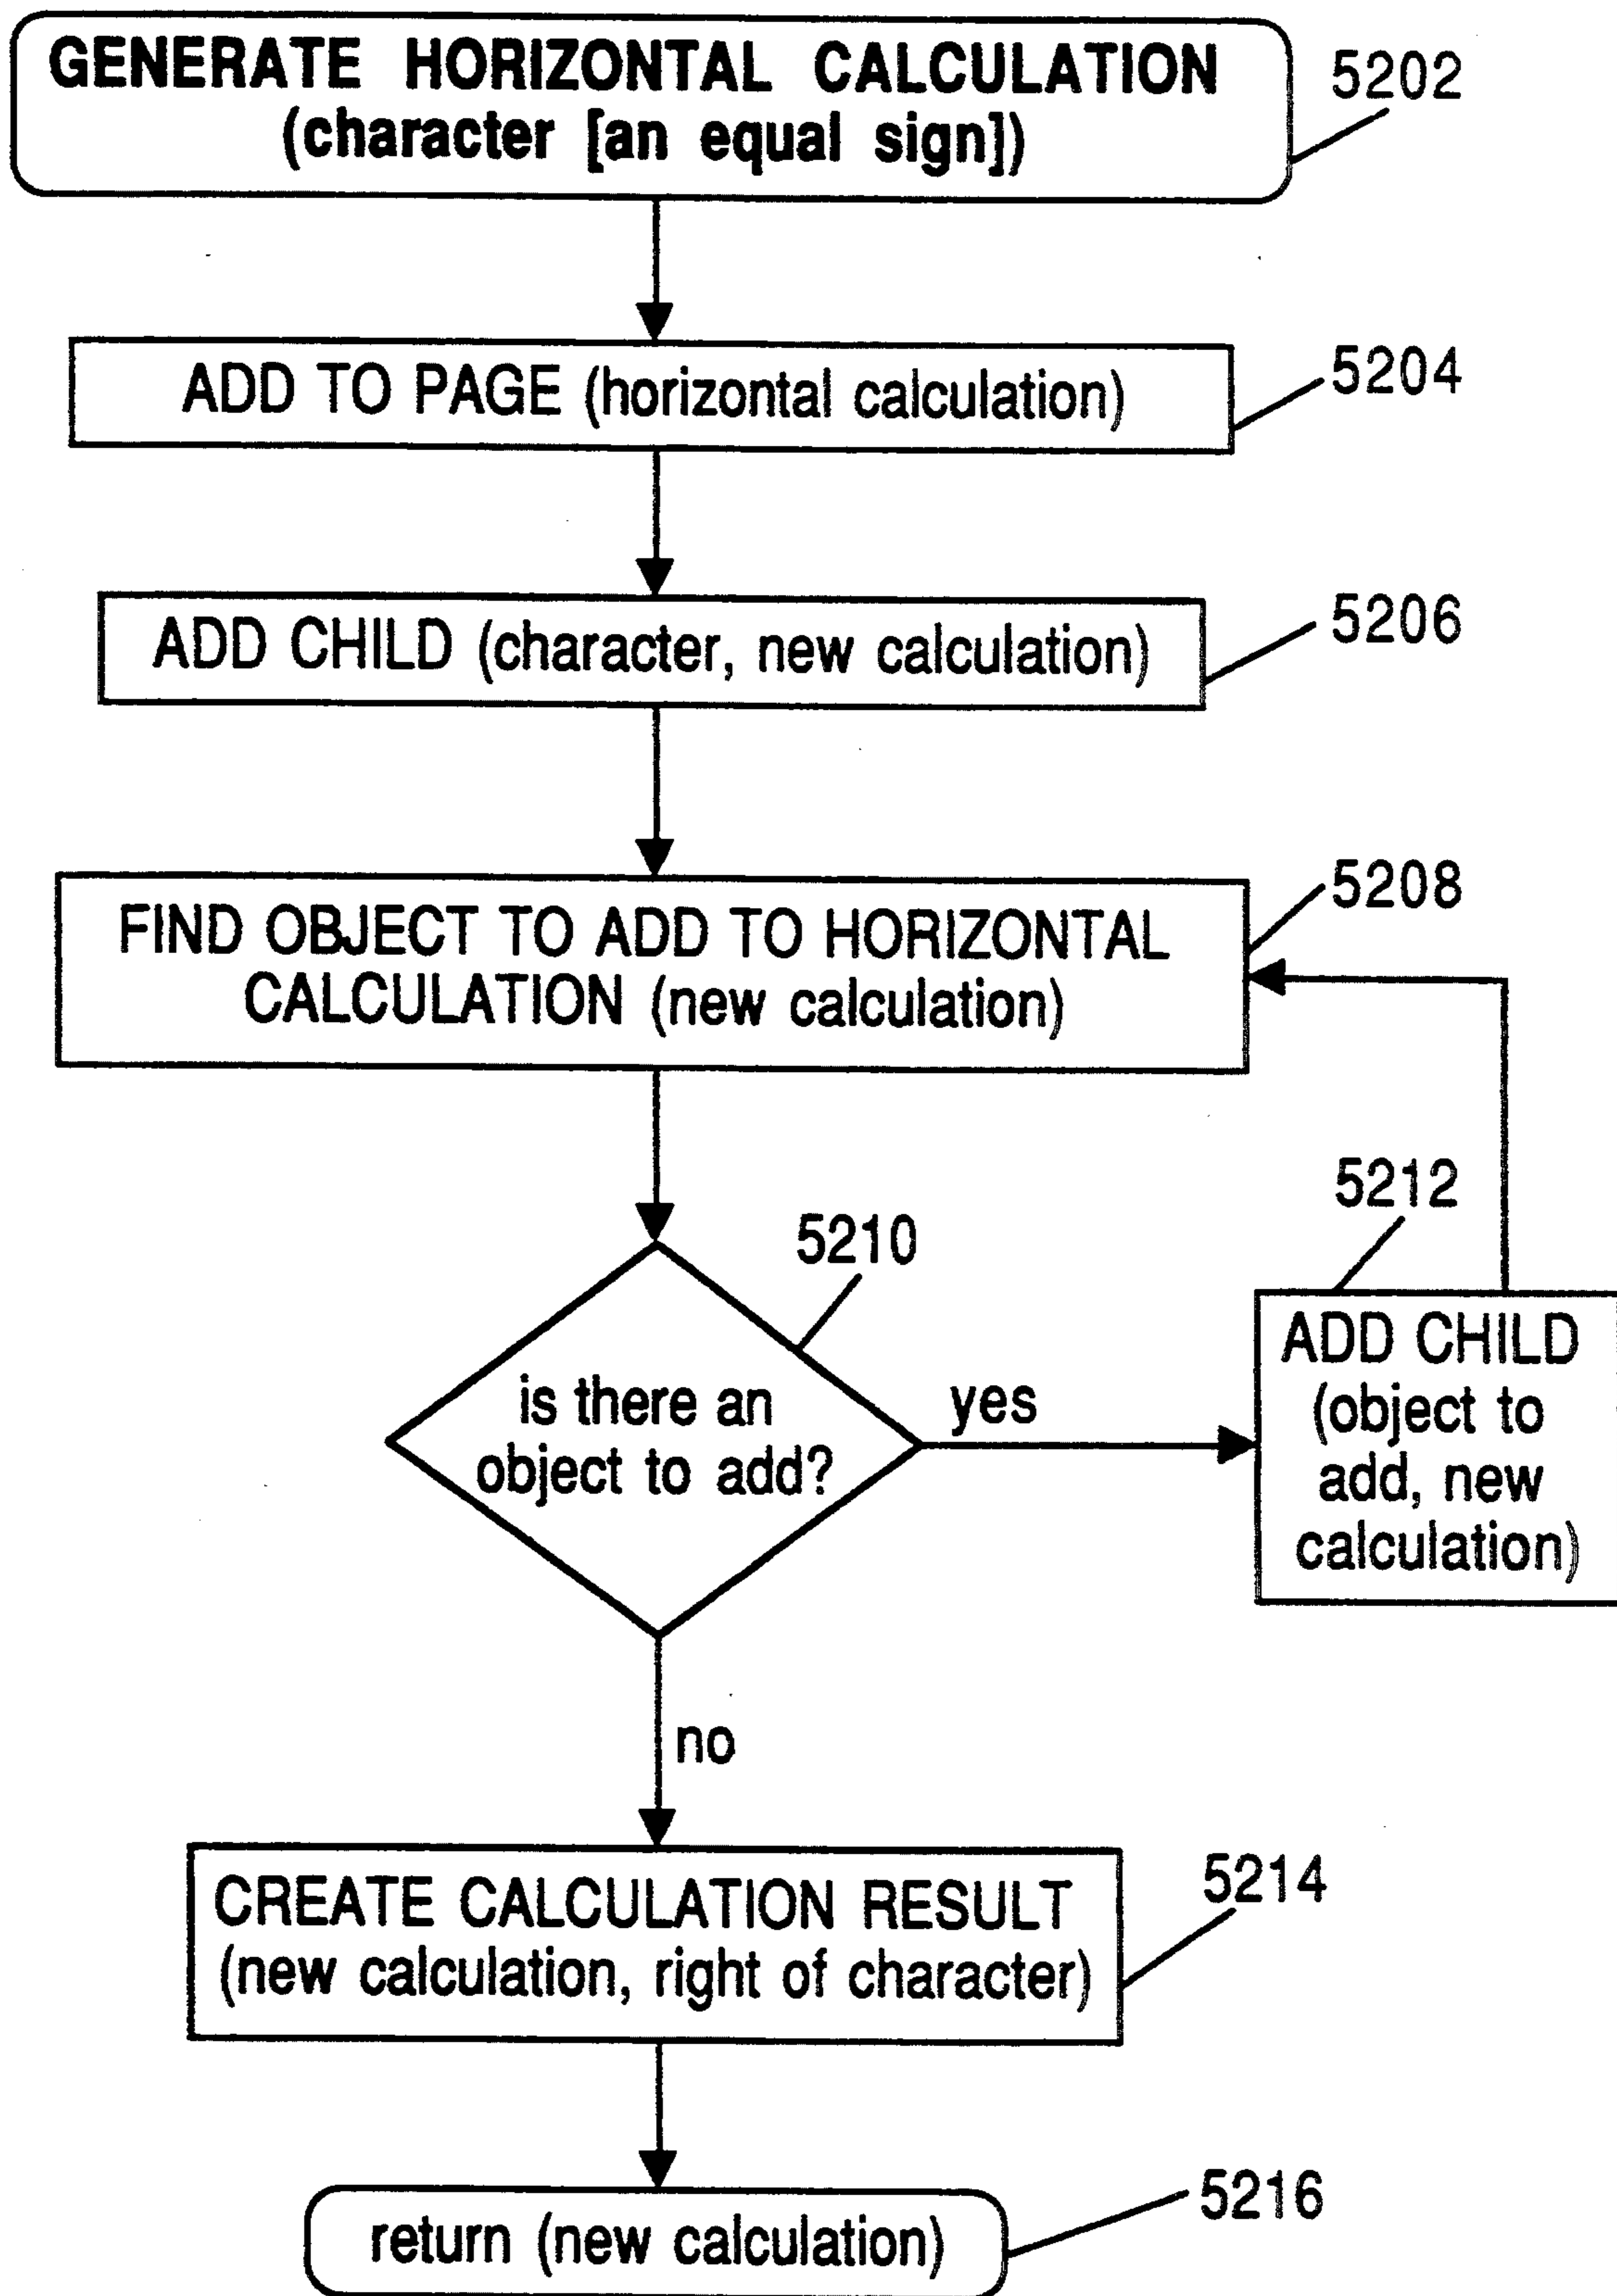 GENERATE HORIZONTAL CALCULATION
(character [an equal sign])
5202
ADD TO PAGE (horizontal calculation)
5204
ADD CHILD (character, new calculation)
5206
FIND OBJECT TO ADD TO HORIZONTAL
CALCULATION (new calculation)
5208
5210
is there an
object to add?
yes
5212
ADD CHILD
(object to
add, new
calculation)
no
CREATE CALCULATION RESULT
(new calculation, right of character)
5214
return (new calculation)
5216